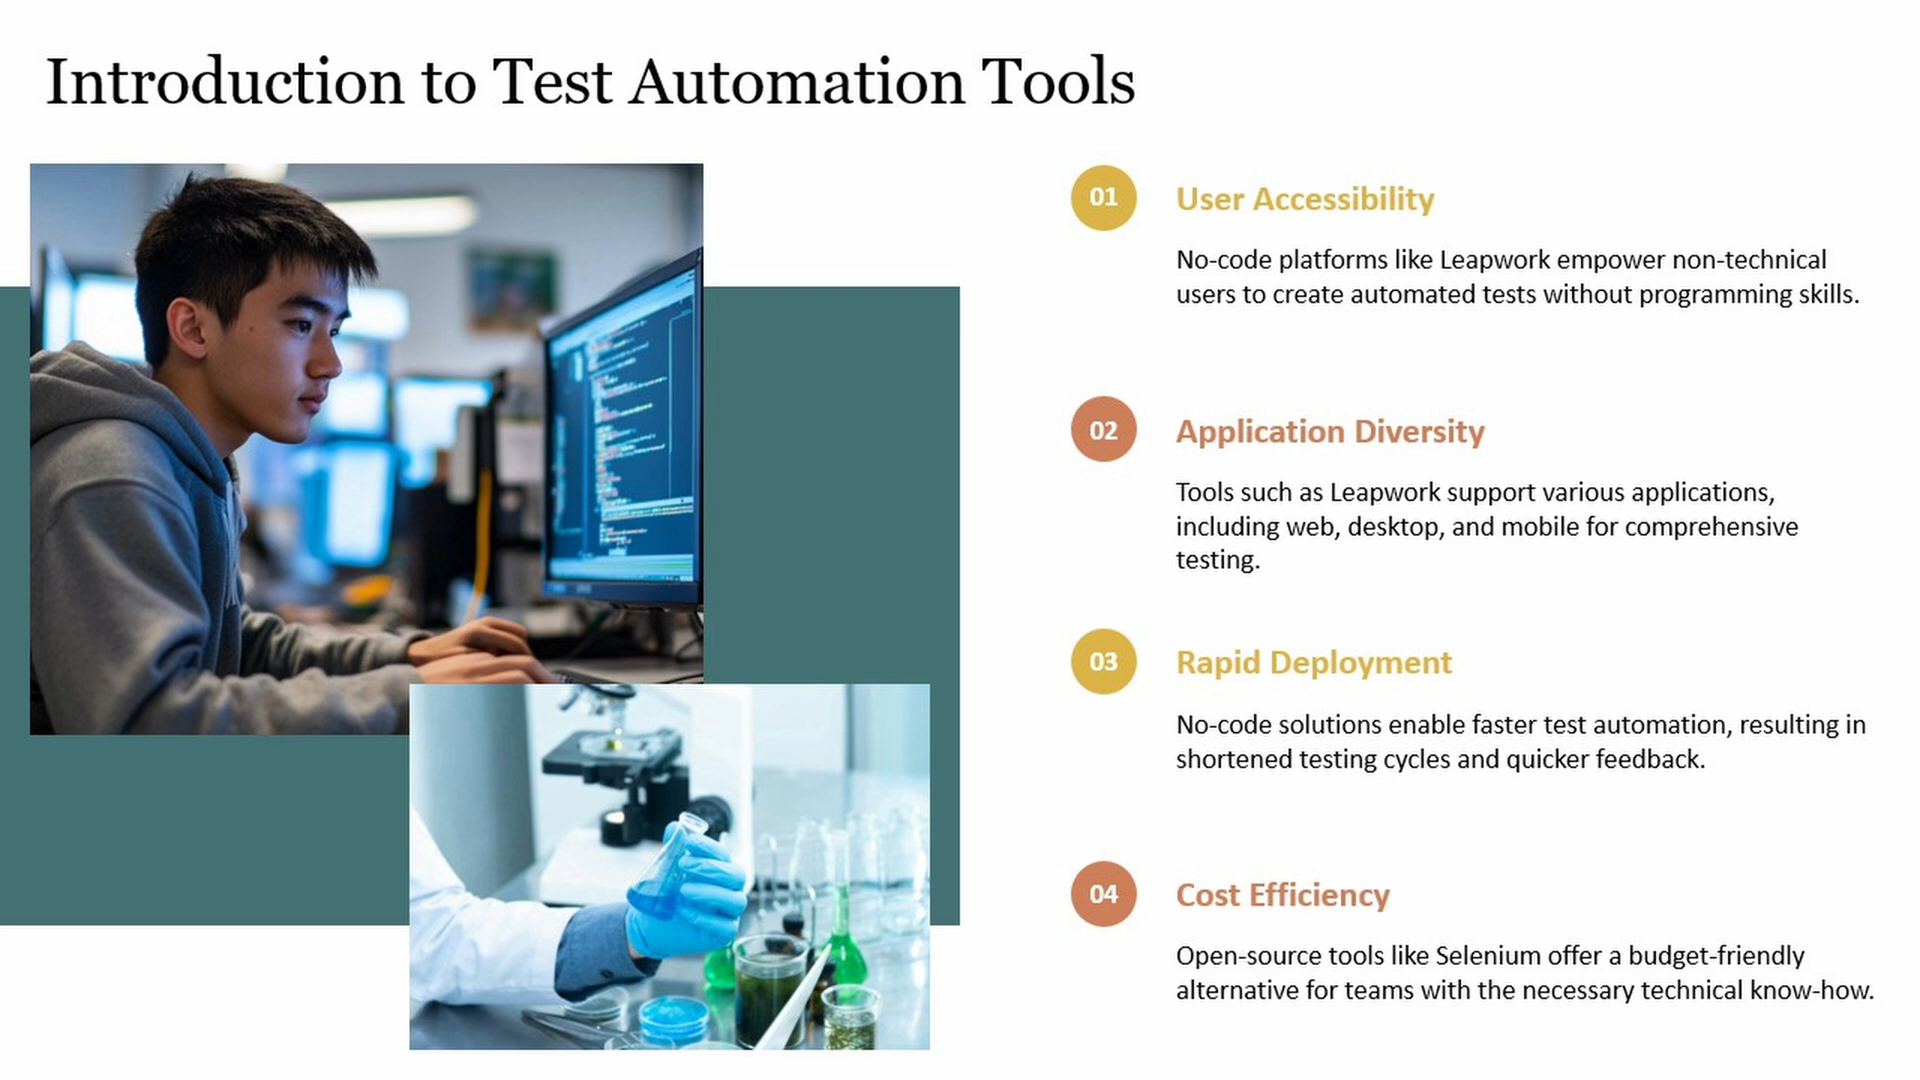 Introduction to Test Automation Tools
01
User Accessibility
No-code platforms like Leapwork empower non-technical
users to create automated tests without programming skills.
02
Application Diversity
Tools such as Leapwork support various applications,
including web, desktop, and mobile for comprehensive
testing.
03
Rapid Deployment
No-code solutions enable faster test automation, resulting in
shortened testing cycles and quicker feedback.
04
Cost Efficiency
Open-source tools like Selenium offer a budget-friendly
alternative for teams with the necessary technical know-how.